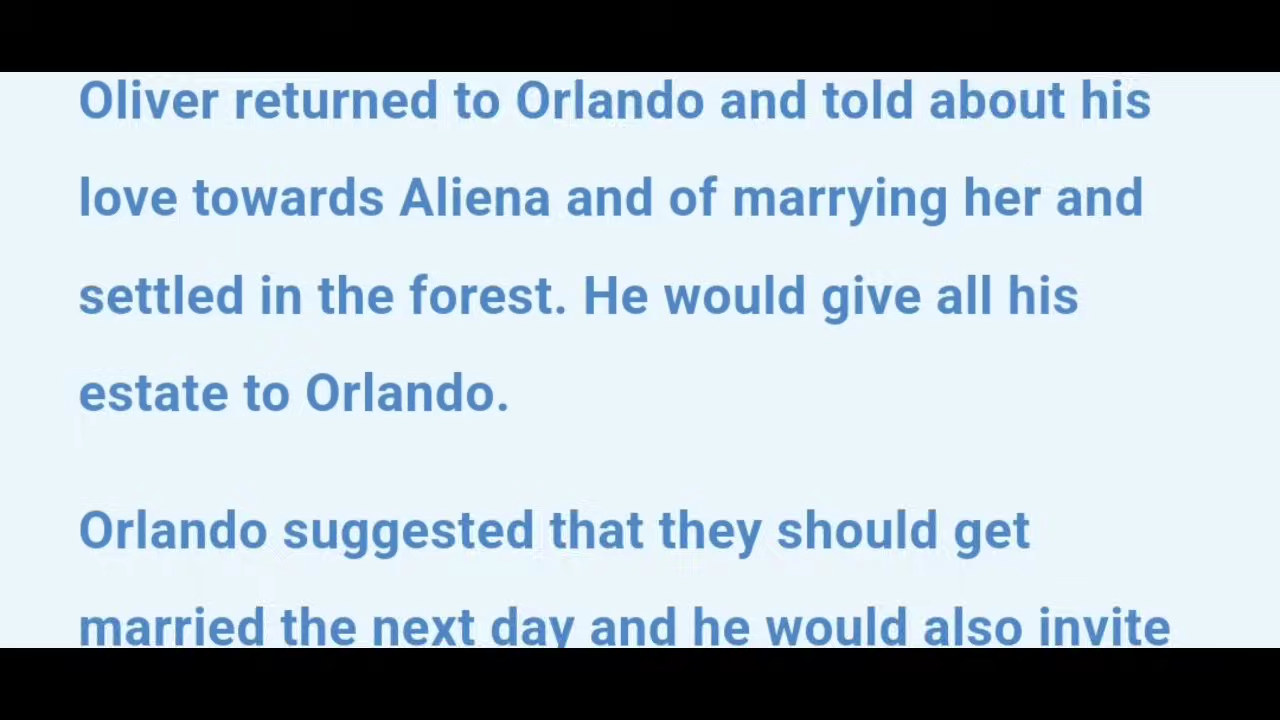 Oliver returned to Orlando and told about his
love towards Aliena and of marrying her and
settled in the forest. He would give all his
estate to Orlando.
Orlando suggested that they should get
married the next day and he would also invite